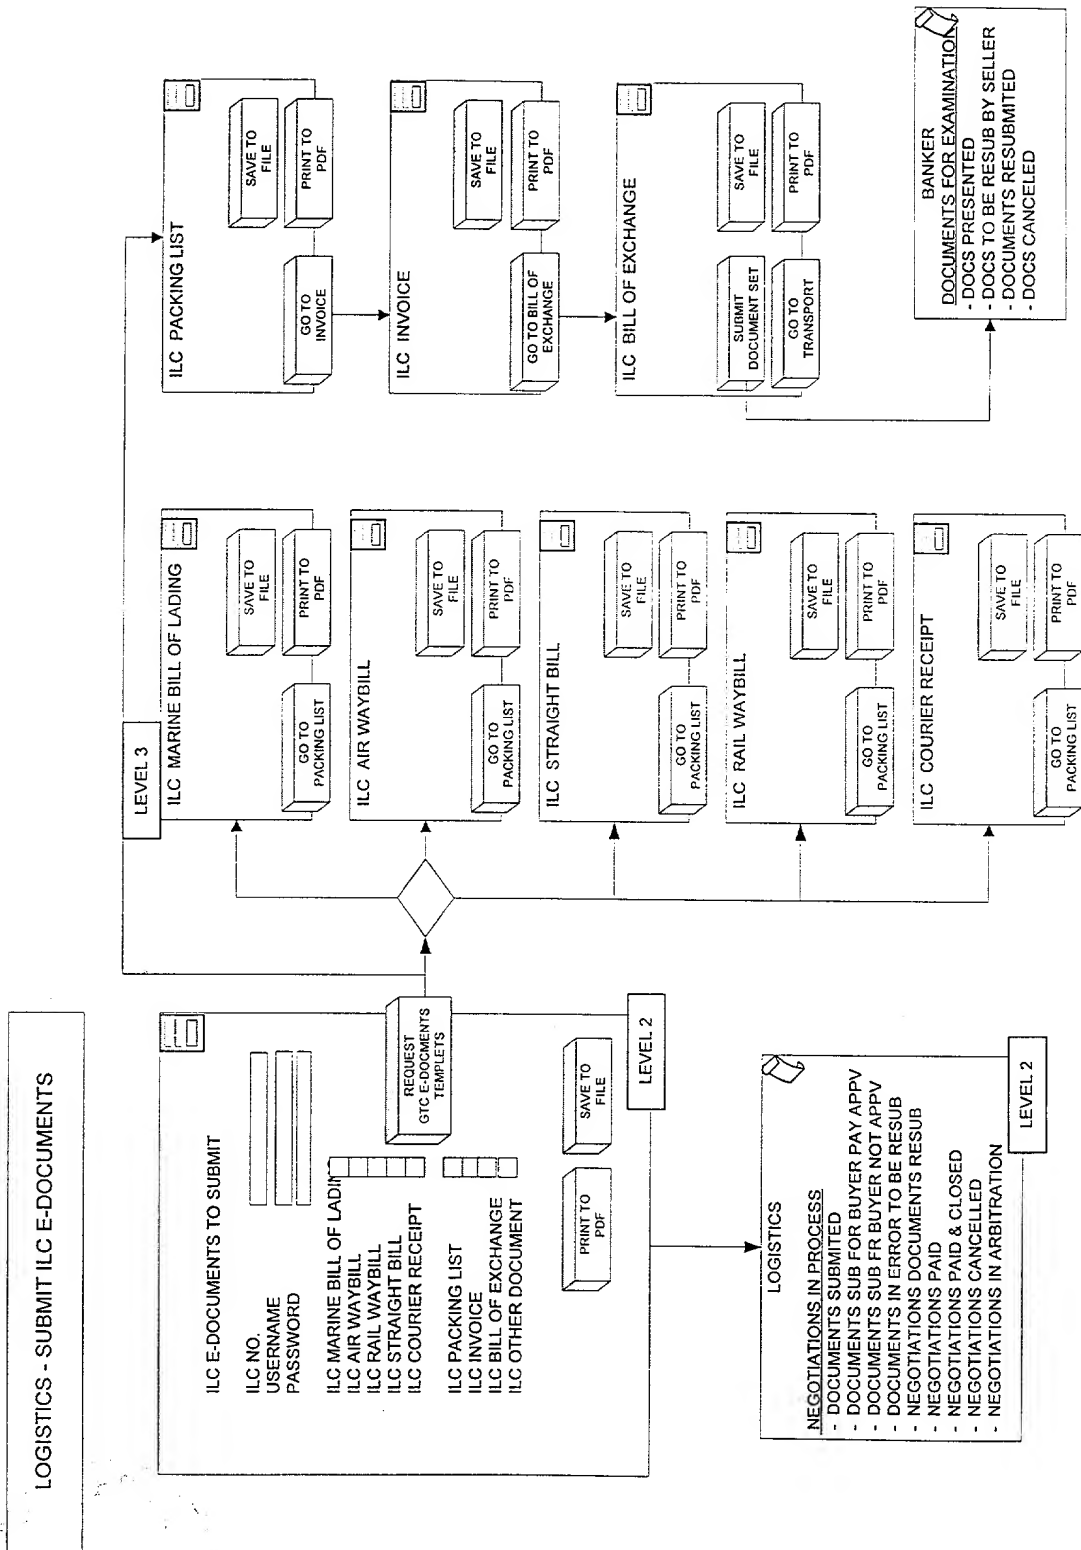 LOGISTICS - SUBMIT ILC E-DOCUMENTS
ILC E-DOCUMENTS TO SUBMIT
ILC NO.
USERNAME
PASSWORD
ILC MARINE BILL OF LADING
ILC AIR WAYBILL
ILC RAIL WAYBILL
ILC STRAIGHT BILL
ILC COURIER RECEIPT
ILC PACKING LIST
ILC INVOICE
ILC BILL OF EXCHANGE
ILC OTHER DOCUMENT
REQUEST
GTC E-DOCMENTS
TEMPLETS
PRINT TO
PDF
SAVE TO
FILE
LEVEL 2
LOGISTICS
NEGOTIATIONS IN PROCESS
- DOCUMENTS SUBMITED
- DOCUMENTS SUB FOR BUYER PAY APPV
- DOCUMENTS SUB FR BUYER NOT APPV
- DOCUMENTS IN ERROR TO BE RESUB
- NEGOTIATIONS DOCUMENTS RESUB
- NEGOTIATIONS PAID
- NEGOTIATIONS PAID & CLOSED
- NEGOTIATIONS CANCELLED
- NEGOTIATIONS IN ARBITRATION
LEVEL 2
LEVEL 3
ILC MARINE BILL OF LADING
SAVE TO
FILE
GO TO
PACKING LIST
PRINT TO
PDF
ILC AIR WAYBILL
SAVE TO
FILE
GO TO
PACKING LIST
PRINT TO
PDF
ILC STRAIGHT BILL
SAVE TO
FILE
GO TO
PACKING LIST
PRINT TO
PDF
ILC RAIL WAYBILL
SAVE TO
FILE
GO TO
PACKING LIST
PRINT TO
PDF
ILC COURIER RECEIPT
SAVE TO
FILE
GO TO
PACKING LIST
PRINT TO
PDF
ILC PACKING LIST
SAVE TO
FILE
GO TO
INVOICE
PRINT TO
PDF
ILC INVOICE
SAVE TO
FILE
GO TO BILL OF
EXCHANGE
PRINT TO
PDF
ILC BILL OF EXCHANGE
SUBMIT
DOCUMENT SET
SAVE TO
FILE
GO TO
TRANSPORT
PRINT TO
PDF
BANKER
DOCUMENTS FOR EXAMINATION
- DOCS PRESENTED
- DOCS TO BE RESUB BY SELLER
- DOCUMENTS RESUBMITED
- DOCS CANCELED